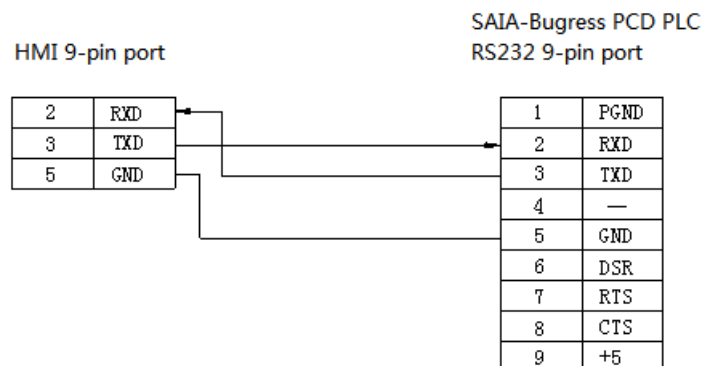 SAIA-Bugress PCD PLC
HMI 9-pin port
RS232 9-pin port
2 RXD
3 TXD
5 GND
1 PGND
2 RXD
3 TXD
4 —
5 GND
6 DSR
7 RTS
8 CTS
9 +5